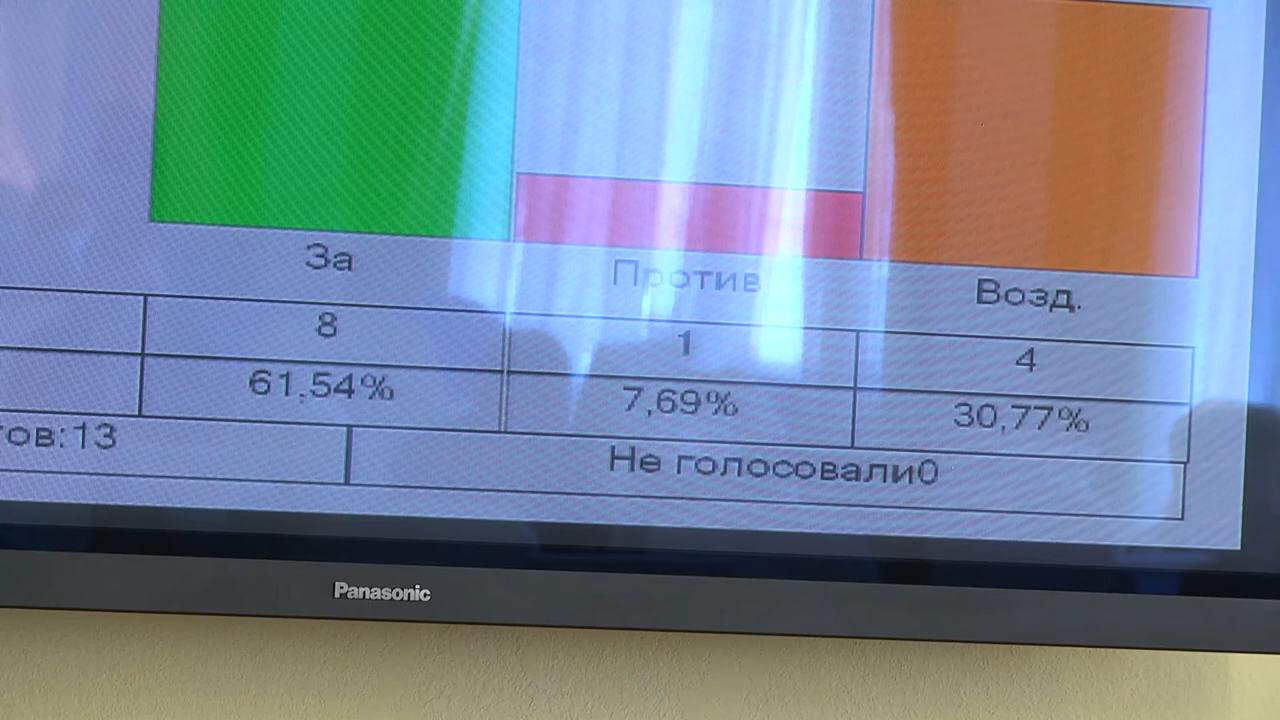 За Против Возд.
8 1 4
61,54% 7,69% 30,77%
тов:13 Не голосовали0
Panasonic